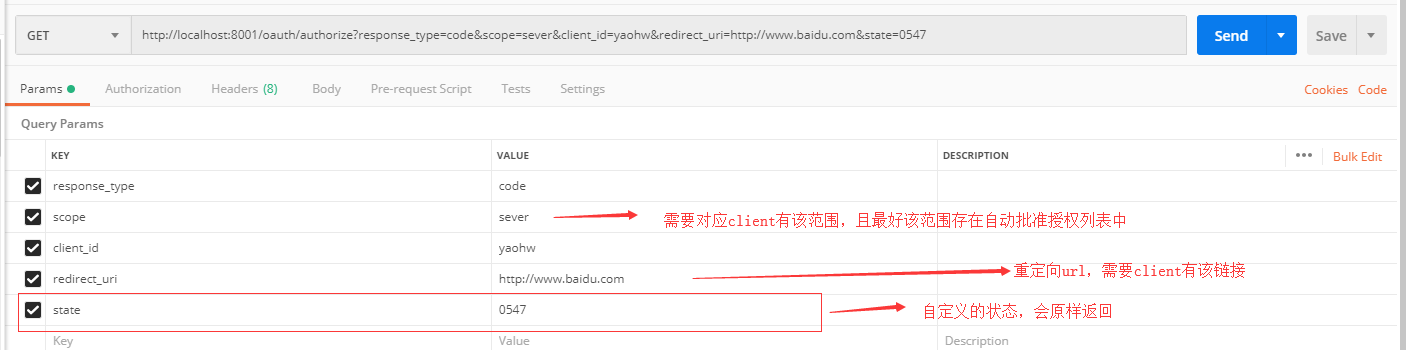 GET http://localhost:8001/oauth/authorize?response_type=code&scope=sever&client_id=yaohw&redirect_uri=http://www.baidu.com&state=0547 Send Save
Params Authorization Headers (8) Body Pre-request Script Tests Settings Cookies Code
Query Params
KEY VALUE DESCRIPTION ••• Bulk Edit
response_type code
scope sever 需要对应client有该范围，且最好该范围存在自动批准授权列表中
client_id yaohw
redirect_uri http://www.baidu.com 重定向url，需要client有该链接
state 0547 自定义的状态，会原样返回
Key Value Description